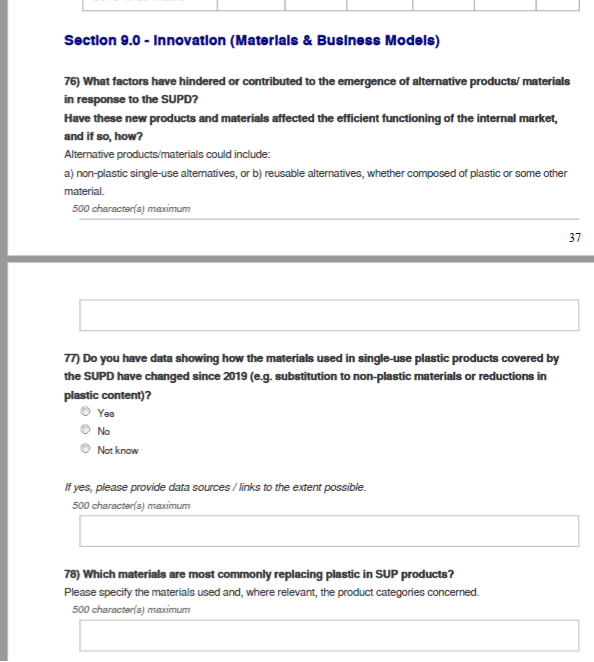 Section 9.0 - Innovation (Materials & Business Models)
76) What factors have hindered or contributed to the emergence of alternative products/ materials
in response to the SUPD?
Have these new products and materials affected the efficient functioning of the internal market,
and if so, how?
Alternative products/materials could include:
a) non-plastic single-use alternatives, or b) reusable alternatives, whether composed of plastic or some other
material.
500 character(s) maximum
37
77) Do you have data showing how the materials used in single-use plastic products covered by
the SUPD have changed since 2019 (e.g. substitution to non-plastic materials or reductions in
plastic content)?
Yes
No
Not know
If yes, please provide data sources / links to the extent possible.
500 character(s) maximum
78) Which materials are most commonly replacing plastic in SUP products?
Please specify the materials used and, where relevant, the product categories concerned.
500 character(s) maximum